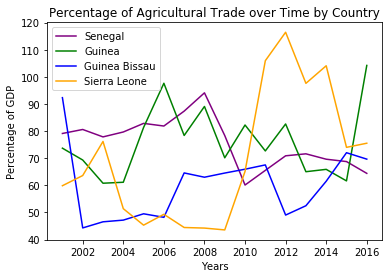 Percentage of Agricultural Trade over Time by Country
Senegal
Guinea
Guinea Bissau
Sierra Leone
Percentage of GDP
120
110
100
90
80
70
60
50
40
2002 2004 2006 2008 2010 2012 2014 2016
Years